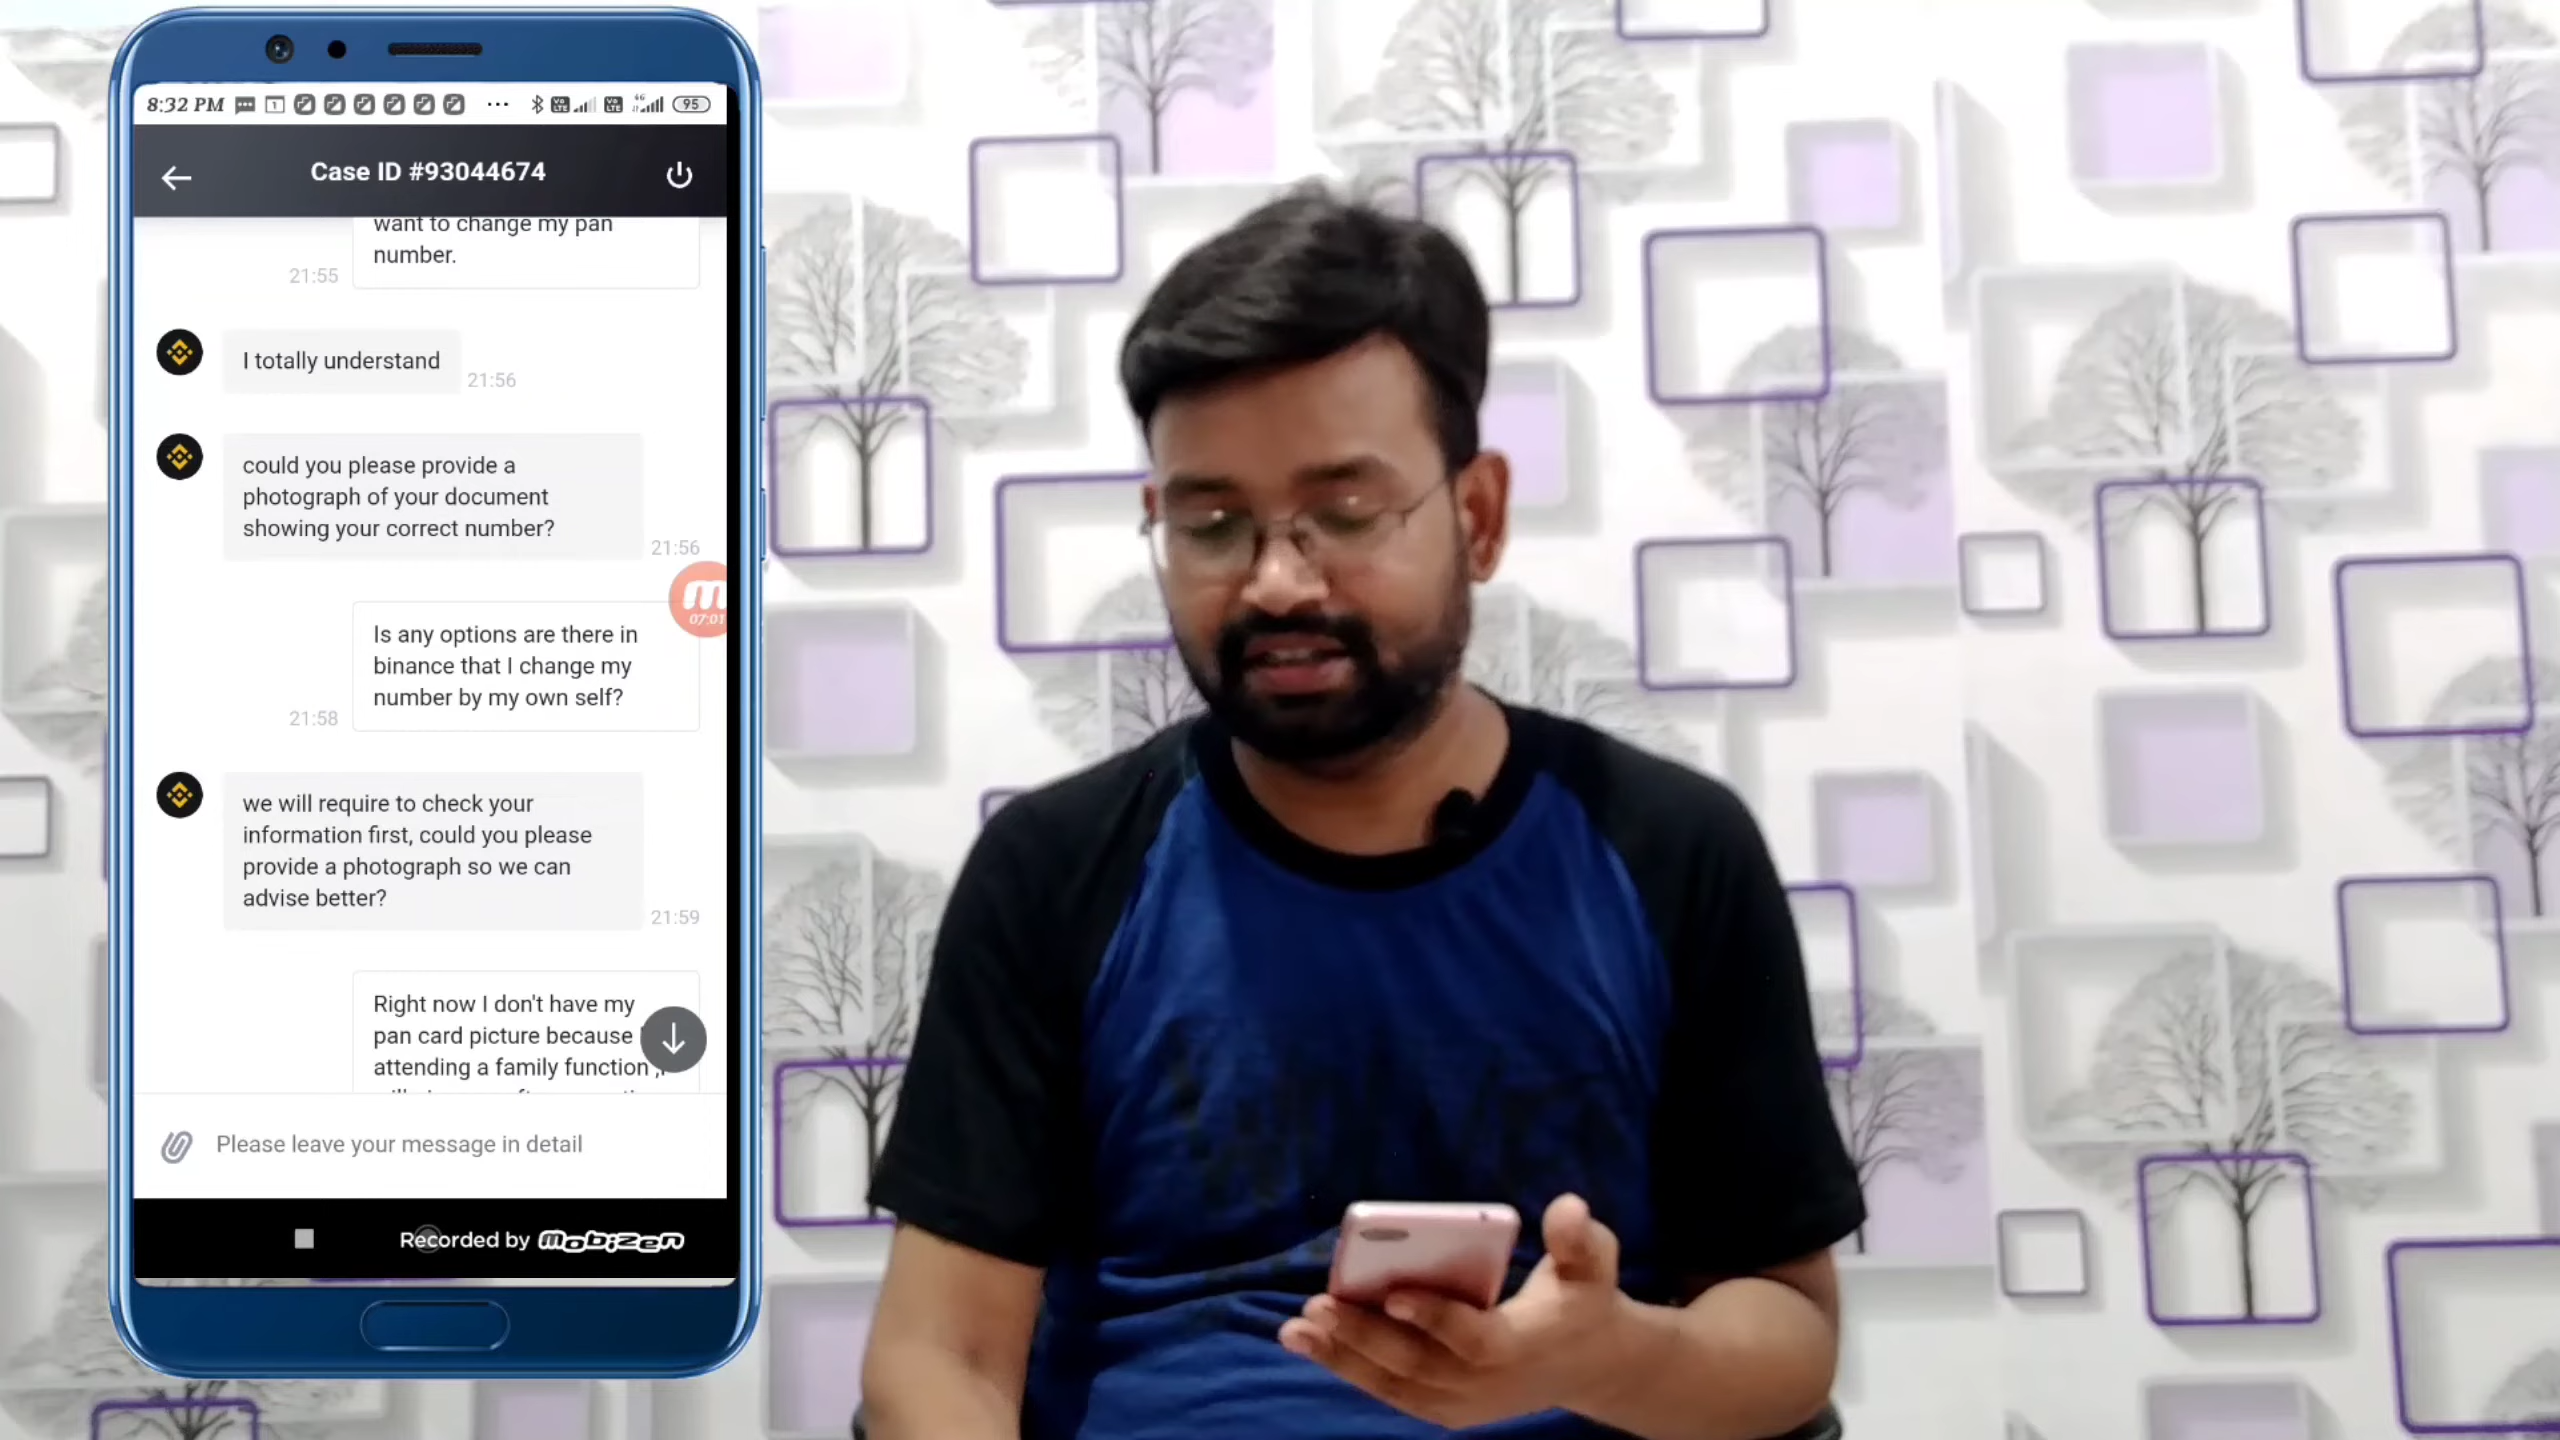 8:32 PM
95
Case ID #93044674
want to change my pan
number.
21:55
I totally understand
21:56
could you please provide a
photograph of your document
showing your correct number?
21:56
07:01
Is any options are there in
binance that I change my
number by my own self?
21:58
we will require to check your
information first, could you please
provide a photograph so we can
advise better?
21:59
Right now I don't have my
pan card picture because
attending a family function ,
Please leave your message in detail
Recorded by mobizen